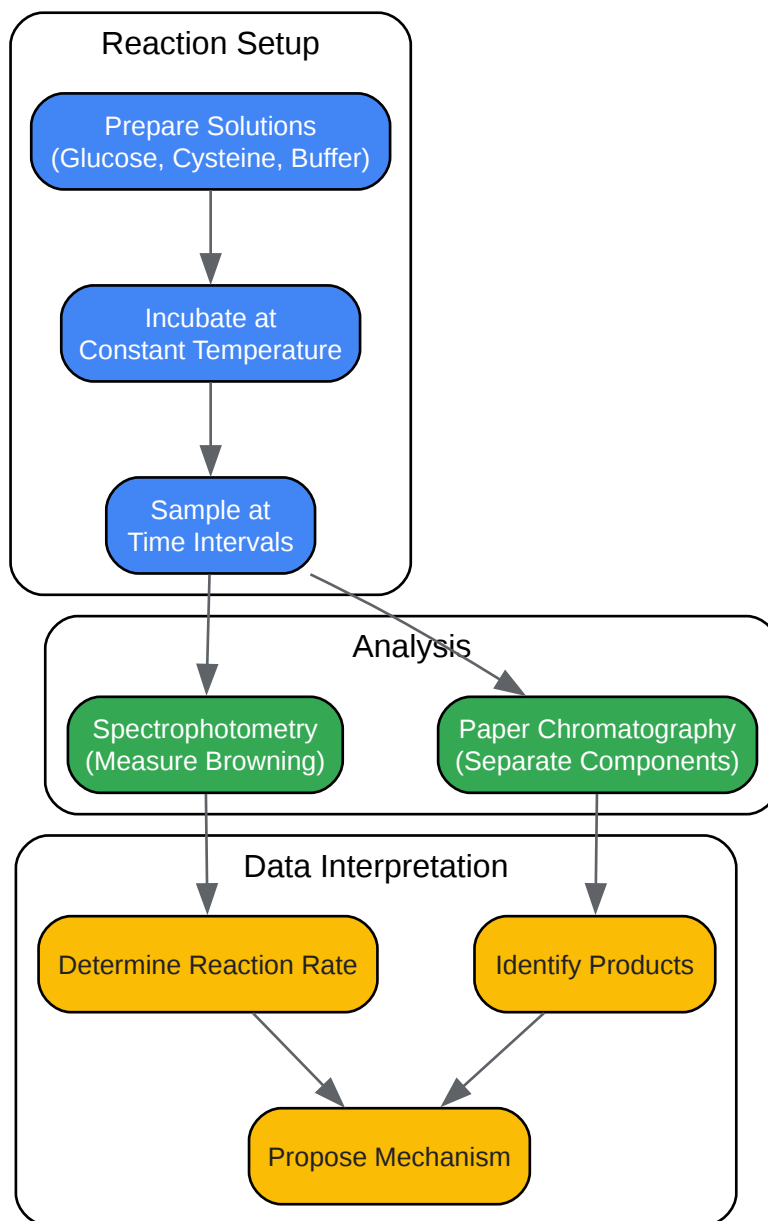 Reaction Setup
Prepare Solutions
(Glucose, Cysteine, Buffer)
Incubate at
Constant Temperature
Sample at
Time Intervals
Analysis
Spectrophotometry
(Measure Browning)
Paper Chromatography
(Separate Components)
Data Interpretation
Determine Reaction Rate
Identify Products
Propose Mechanism